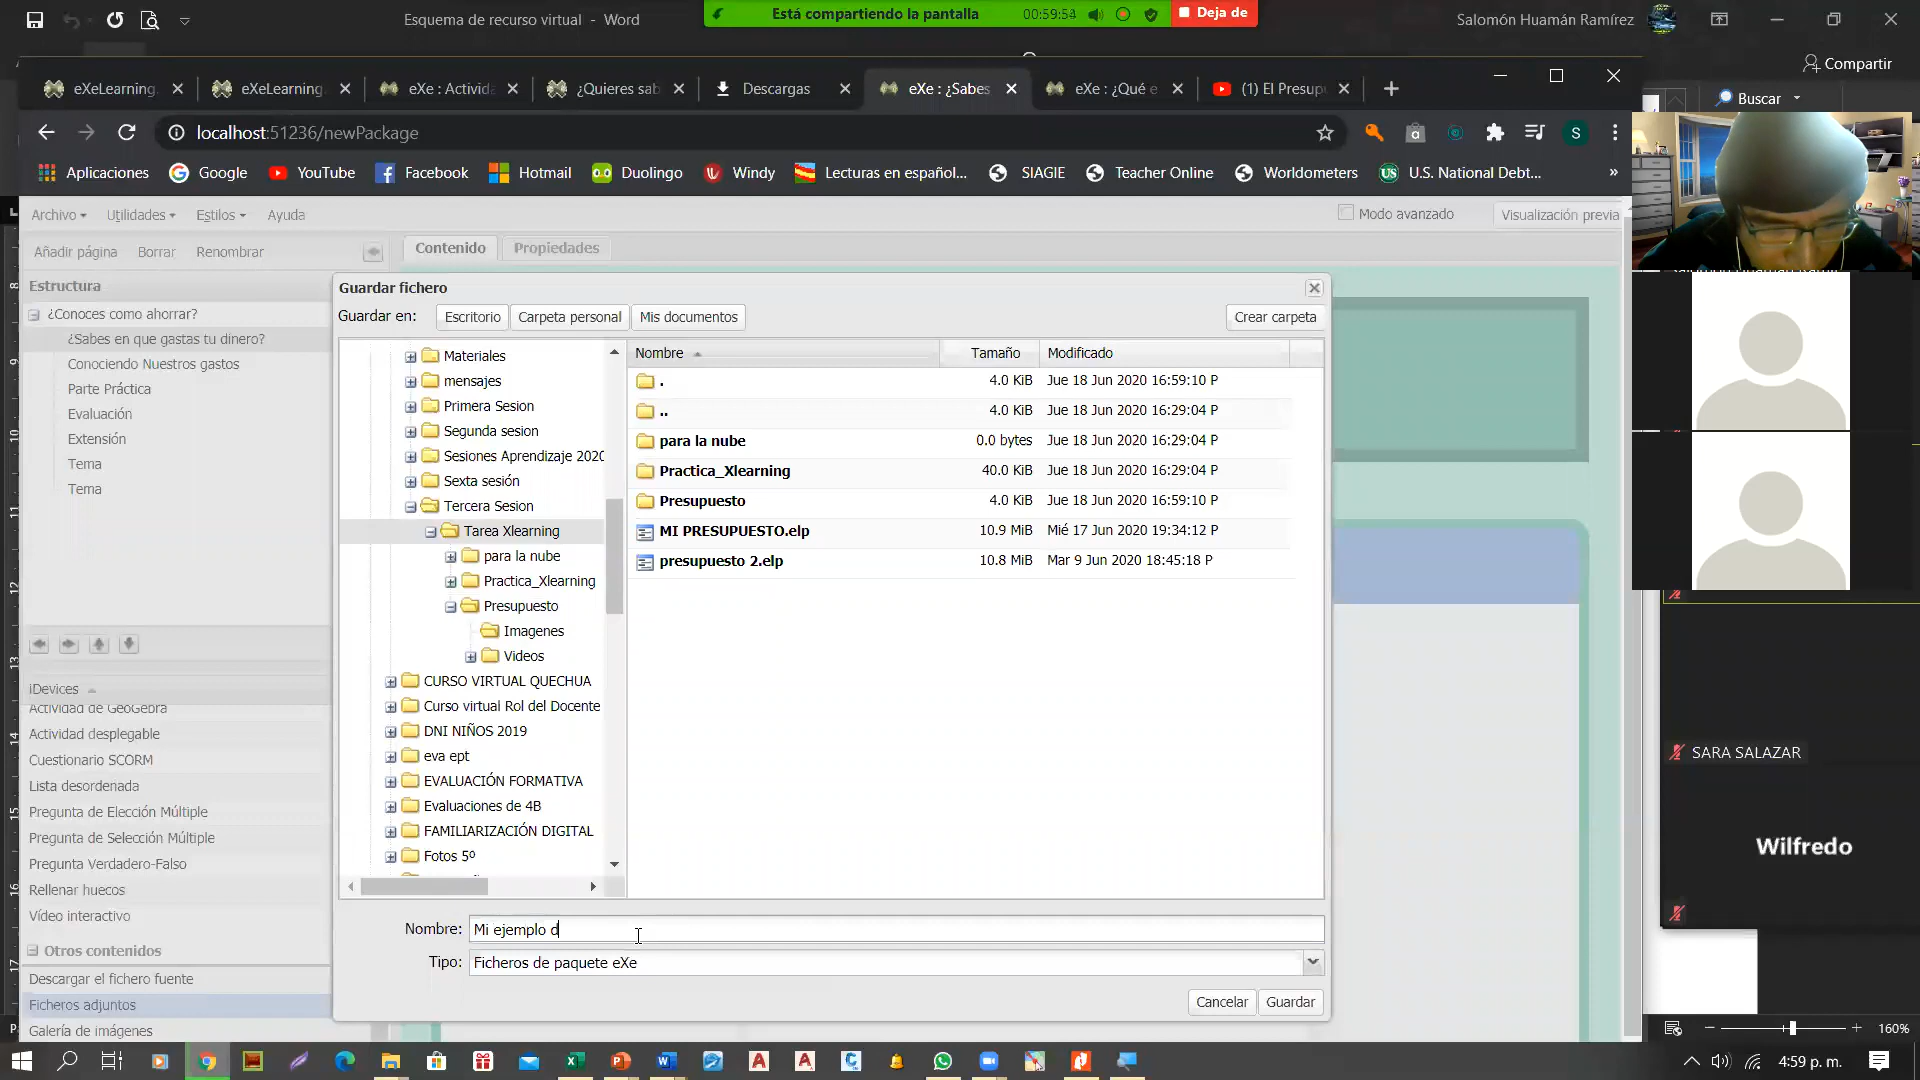 Esquema de recurso virtual - Word
Está compartiendo la pantalla
00:59:54
Deja de
Salomón Huamán Ramírez
Compartir
eXeLearning.
eXeLearning.
eXe : Activida
¿Quieres sab
Descargas
eXe : ¿Sabes
eXe : ¿Qué e
(1) El Presup
Buscar
localhost:51236/newPackage
S
Aplicaciones
Google
YouTube
Facebook
Hotmail
Duolingo
Windy
Lecturas en español...
SIAGIE
Teacher Online
Worldometers
U.S. National Debt...
»
Archivo
Utilidades
Estilos
Ayuda
Modo avanzado
Visualización previa
Añadir página
Borrar
Renombrar
Contenido
Propiedades
Estructura
¿Conoces como ahorrar?
¿Sabes en que gastas tu dinero?
Conociendo Nuestros gastos
Parte Práctica
Evaluación
Extensión
Tema
Tema
iDevices
Actividad de GeoGebra
Actividad desplegable
Cuestionario SCORM
Lista desordenada
Pregunta de Elección Múltiple
Pregunta de Selección Múltiple
Pregunta Verdadero-Falso
Rellenar huecos
Vídeo interactivo
Otros contenidos
Descargar el fichero fuente
Ficheros adjuntos
Galería de imágenes
Guardar fichero
Guardar en:
Escritorio
Carpeta personal
Mis documentos
Crear carpeta
Materiales
mensajes
Primera Sesion
Segunda sesion
Sesiones Aprendizaje 2020
Sexta sesión
Tercera Sesion
Tarea Xlearning
para la nube
Practica_Xlearning
Presupuesto
Imagenes
Videos
CURSO VIRTUAL QUECHUA
Curso virtual Rol del Docente
DNI NIÑOS 2019
eva ept
EVALUACIÓN FORMATIVA
Evaluaciones de 4B
FAMILIARIZACIÓN DIGITAL
Fotos 5º
Nombre Tamaño Modificado
. 4.0 KiB Jue 18 Jun 2020 16:59:10 P
.. 4.0 KiB Jue 18 Jun 2020 16:29:04 P
para la nube 0.0 bytes Jue 18 Jun 2020 16:29:04 P
Practica_Xlearning 40.0 KiB Jue 18 Jun 2020 16:29:04 P
Presupuesto 4.0 KiB Jue 18 Jun 2020 16:59:10 P
MI PRESUPUESTO.elp 10.9 MiB Mié 17 Jun 2020 19:34:12 P
presupuesto 2.elp 10.8 MiB Mar 9 Jun 2020 18:45:18 P
Nombre: Mi ejemplo d
Tipo: Ficheros de paquete eXe
Cancelar
Guardar
SARA SALAZAR
Wilfredo
160%
4:59 p. m.